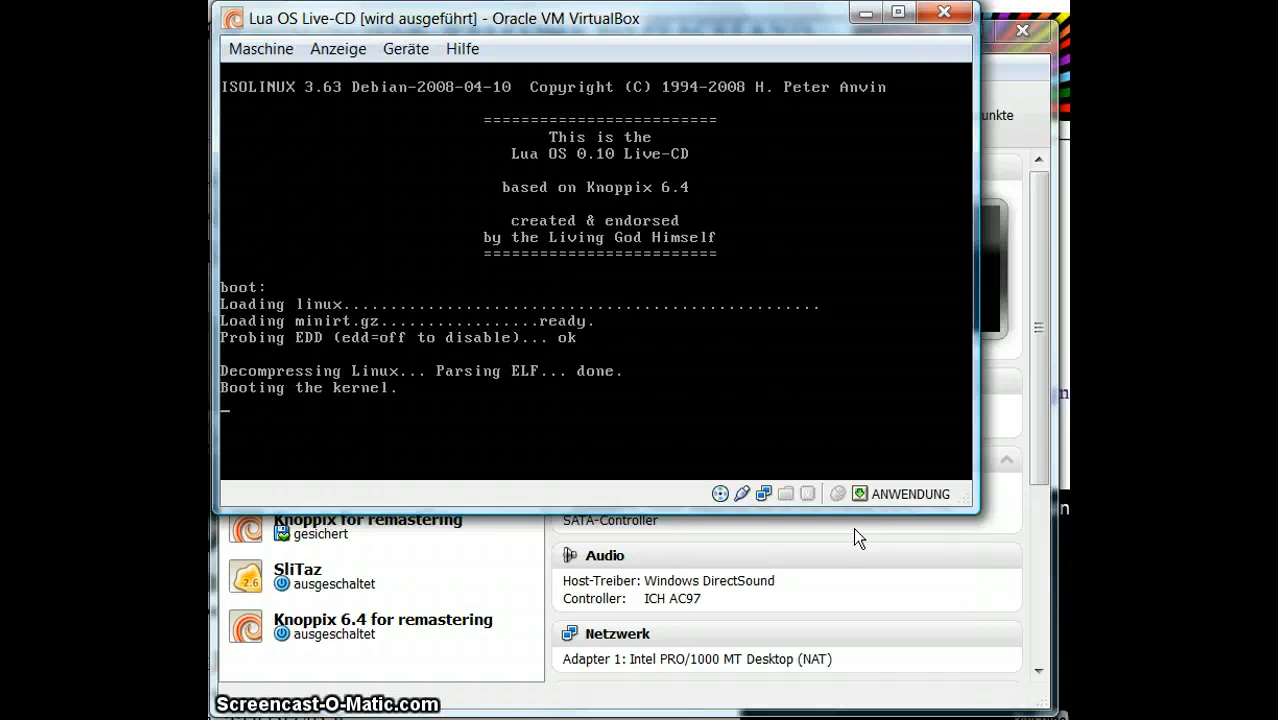 Lua OS Live-CD [wird ausgeführt] - Oracle VM VirtualBox
Maschine Anzeige Geräte Hilfe
unkte
ISOLINUX 3.63 Debian-2008-04-10  Copyright (C) 1994-2008 H. Peter Anvin
=========================
This is the
Lua OS 0.10 Live-CD
based on Knoppix 6.4
created & endorsed
by the Living God Himself
=========================
boot:
Loading linux...................................................
Loading minirt.gz.................ready.
Probing EDD (edd=off to disable)... ok
Decompressing Linux... Parsing ELF... done.
Booting the kernel.
_
ANWENDUNG
Knoppix for remastering
gesichert
SliTaz
2.6
ausgeschaltet
Knoppix 6.4 for remastering
ausgeschaltet
SATA-Controller
Audio
Host-Treiber: Windows DirectSound
Controller: ICH AC97
Netzwerk
Adapter 1: Intel PRO/1000 MT Desktop (NAT)
n
n
Screencast-O-Matic.com